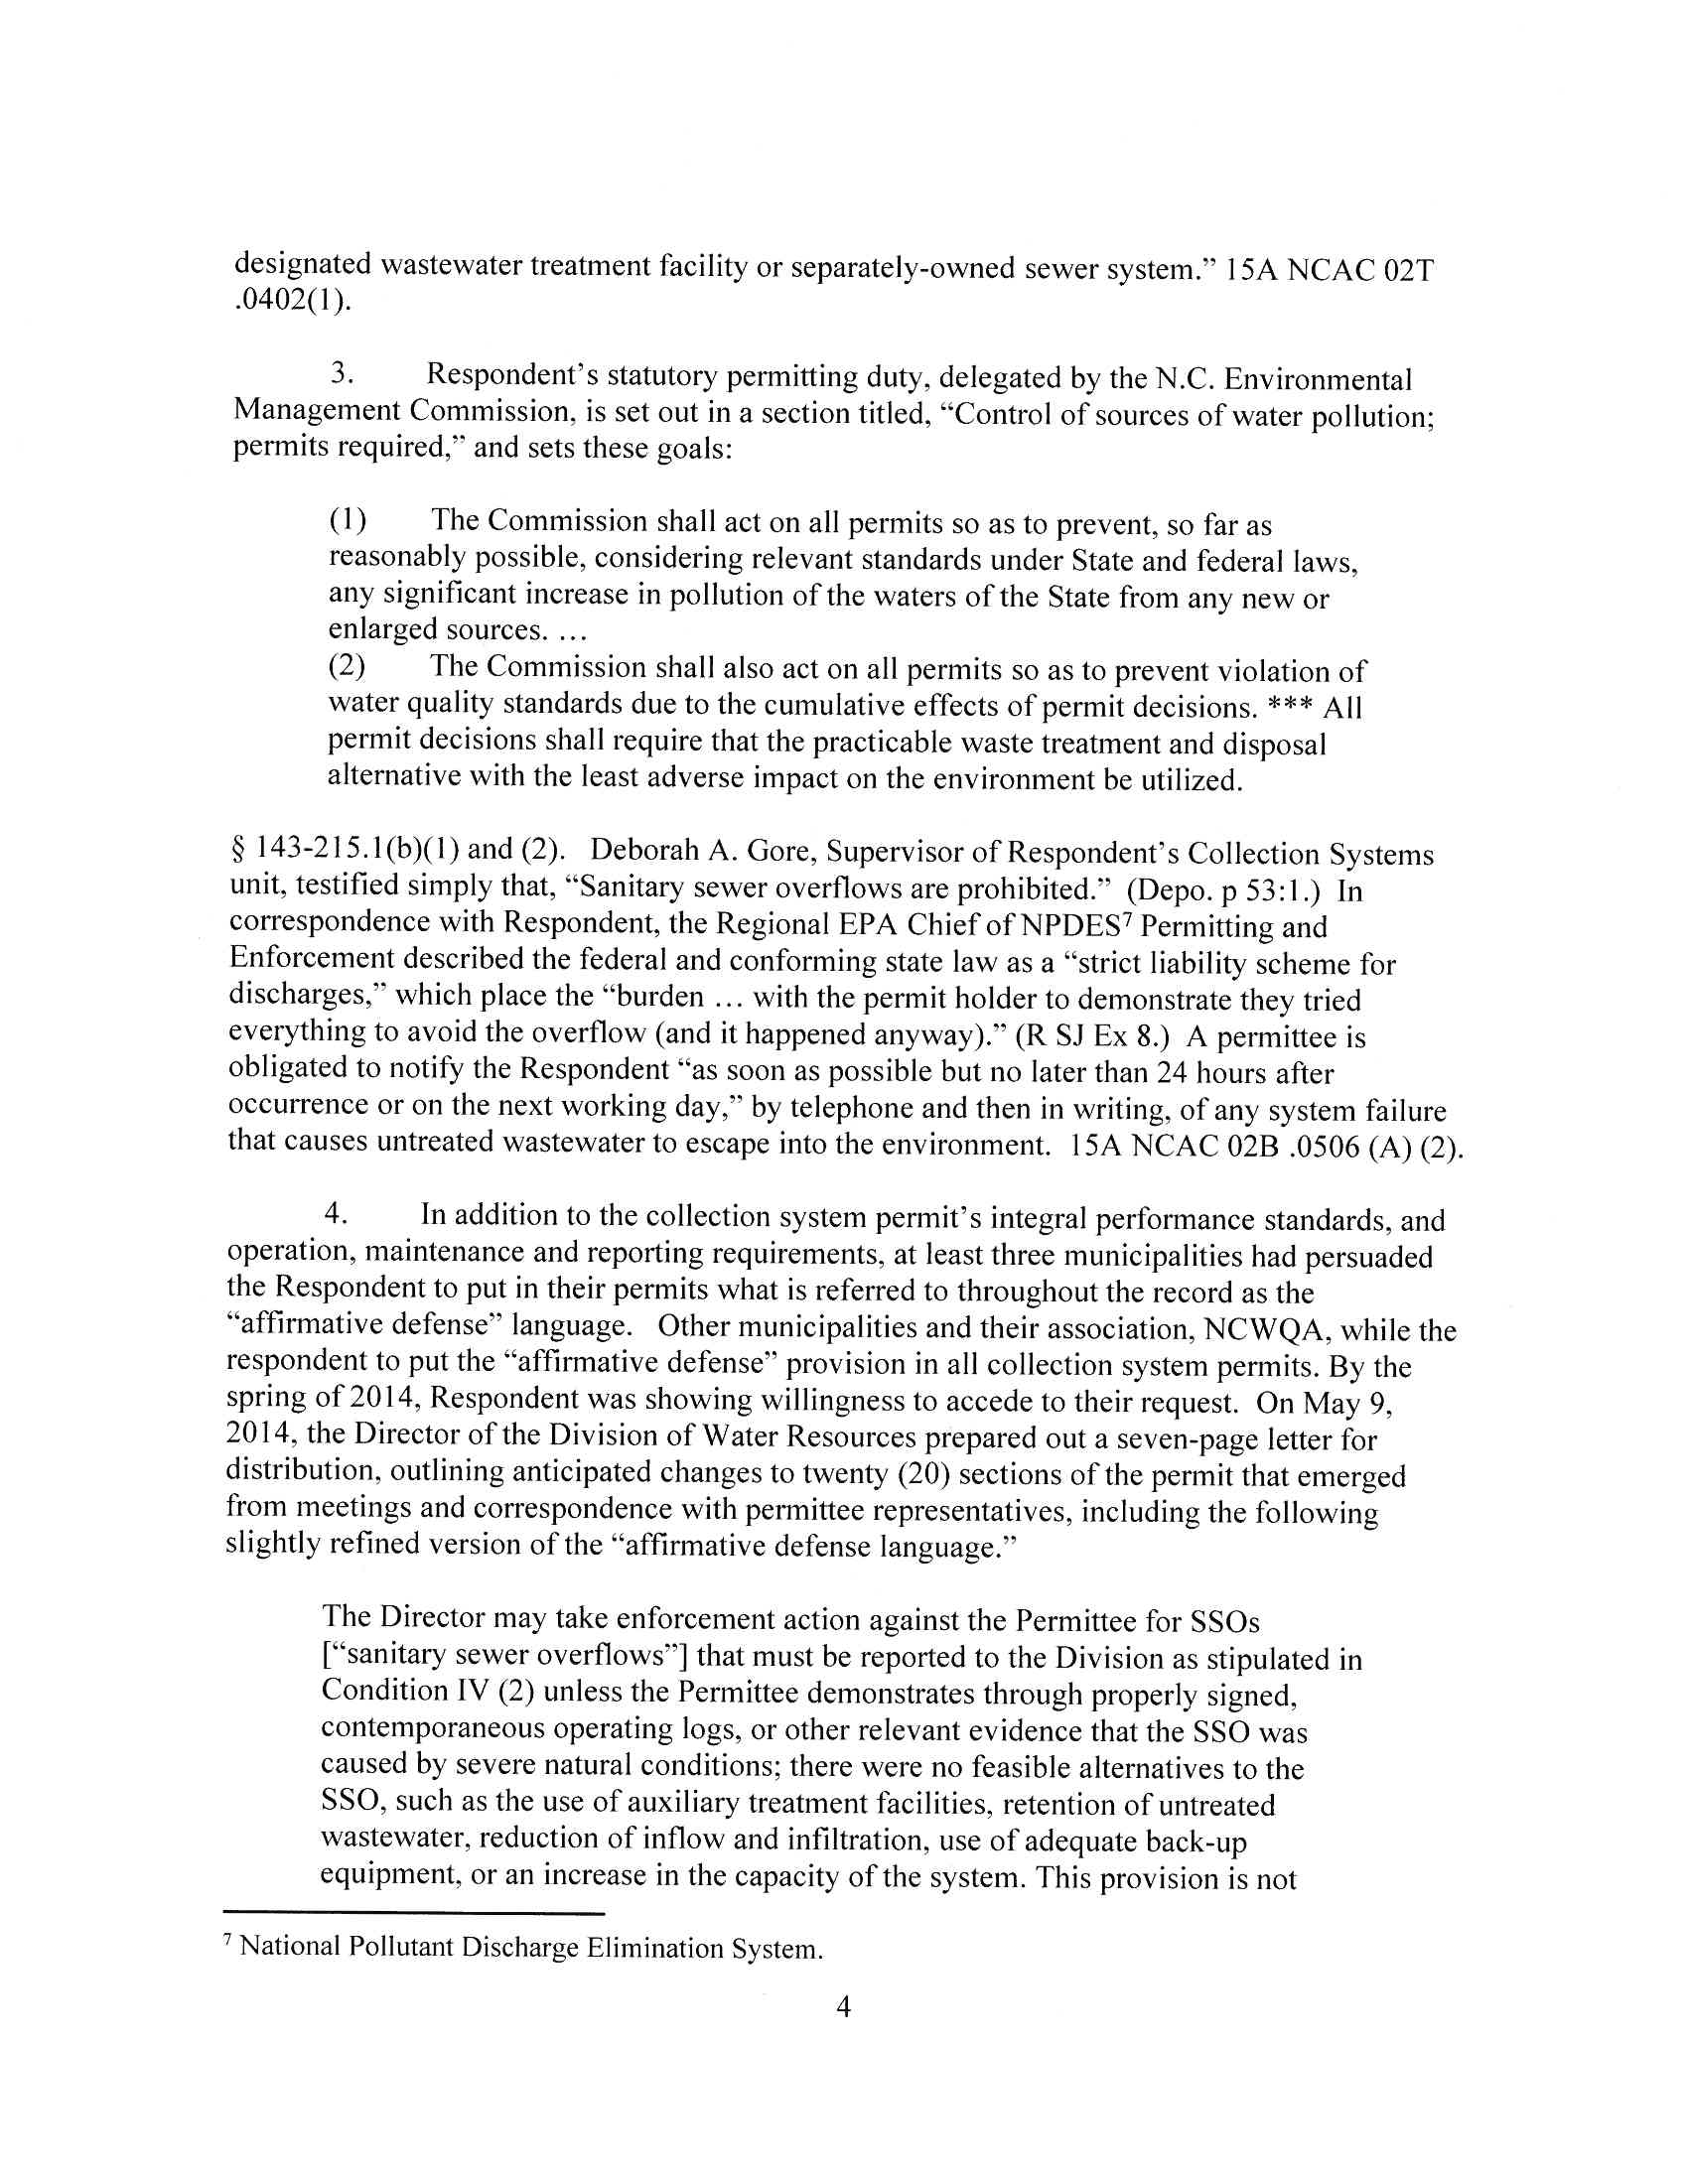 designated wastewater treatment facility or separately-owned sewer system.” 15A NCAC 02T
.0402(1).
3. Respondent’s statutory permitting duty, delegated by the N.C. Environmental
Management Commission, is set out in a section titled, “Control of sources of water pollution;
permits required,” and sets these goals:
(1) The Commission shall act on all permits so as to prevent, so far as
reasonably possible, considering relevant standards under State and federal laws,
any significant increase in pollution of the waters of the State from any new or
enlarged sources. ...
(2) The Commission shall also act on all permits so as to prevent violation of
water quality standards due to the cumulative effects of permit decisions. *** All
permit decisions shall require that the practicable waste treatment and disposal
alternative with the least adverse impact on the environment be utilized.
§ 143-215.1(b)(1) and (2). Deborah A. Gore, Supervisor of Respondent’s Collection Systems
unit, testified simply that, “Sanitary sewer overflows are prohibited.” (Depo. p 53:1.) In
correspondence with Respondent, the Regional EPA Chief of NPDES⁷ Permitting and
Enforcement described the federal and conforming state law as a “strict liability scheme for
discharges,” which place the “burden ... with the permit holder to demonstrate they tried
everything to avoid the overflow (and it happened anyway).” (R SJ Ex 8.) A permittee is
obligated to notify the Respondent “as soon as possible but no later than 24 hours after
occurrence or on the next working day,” by telephone and then in writing, of any system failure
that causes untreated wastewater to escape into the environment. 15A NCAC 02B .0506 (A) (2).
4. In addition to the collection system permit’s integral performance standards, and
operation, maintenance and reporting requirements, at least three municipalities had persuaded
the Respondent to put in their permits what is referred to throughout the record as the
“affirmative defense” language. Other municipalities and their association, NCWQA, while the
respondent to put the “affirmative defense” provision in all collection system permits. By the
spring of 2014, Respondent was showing willingness to accede to their request. On May 9,
2014, the Director of the Division of Water Resources prepared out a seven-page letter for
distribution, outlining anticipated changes to twenty (20) sections of the permit that emerged
from meetings and correspondence with permittee representatives, including the following
slightly refined version of the “affirmative defense language.”
The Director may take enforcement action against the Permittee for SSOs
[“sanitary sewer overflows”] that must be reported to the Division as stipulated in
Condition IV (2) unless the Permittee demonstrates through properly signed,
contemporaneous operating logs, or other relevant evidence that the SSO was
caused by severe natural conditions; there were no feasible alternatives to the
SSO, such as the use of auxiliary treatment facilities, retention of untreated
wastewater, reduction of inflow and infiltration, use of adequate back-up
equipment, or an increase in the capacity of the system. This provision is not
⁷ National Pollutant Discharge Elimination System.
4